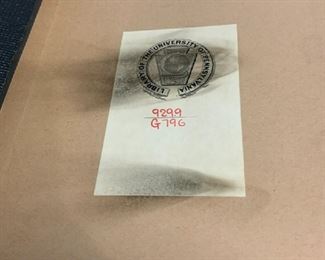 LIBRARY OF THE UNIVERSITY OF PENNSYLVANIA
9299
G796